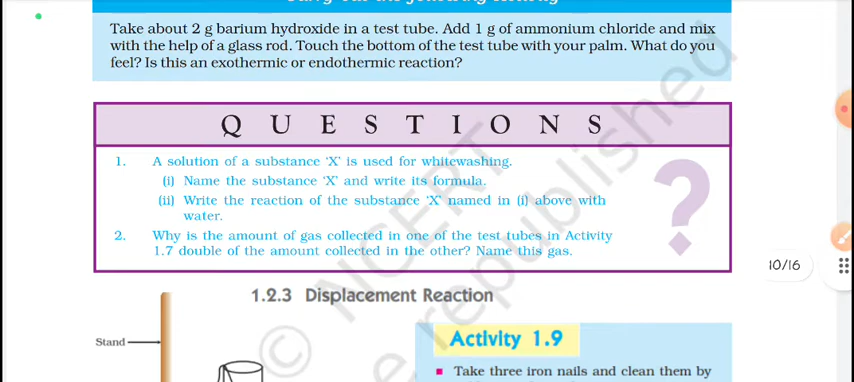 Take about 2 g barium hydroxide in a test tube. Add 1 g of ammonium chloride and mix
with the help of a glass rod. Touch the bottom of the test tube with your palm. What do you
feel? Is this an exothermic or endothermic reaction?
Q U E S T I O N S
1. A solution of a substance ‘X’ is used for whitewashing.
(i) Name the substance ‘X’ and write its formula.
(ii) Write the reaction of the substance ‘X’ named in (i) above with
water.
2. Why is the amount of gas collected in one of the test tubes in Activity
1.7 double of the amount collected in the other? Name this gas.
?
10/16
1.2.3 Displacement Reaction
Stand
Activity 1.9
Take three iron nails and clean them by
© NCERT
republished